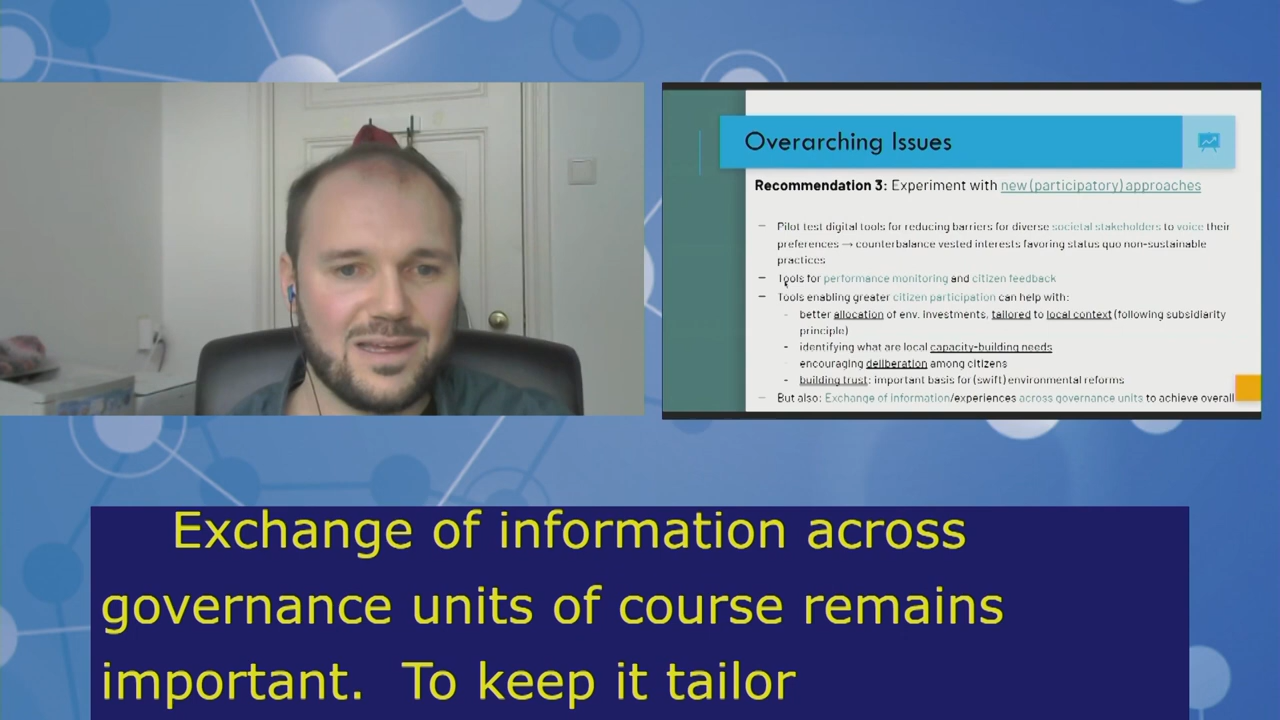 Overarching Issues
Recommendation 3: Experiment with new (participatory) approaches
– Pilot test digital tools for reducing barriers for diverse societal stakeholders to voice their
preferences → counterbalance vested interests favoring status quo non-sustainable
practices
– Tools for performance monitoring and citizen feedback
– Tools enabling greater citizen participation can help with:
- better allocation of env. investments, tailored to local context (following subsidiarity
principle)
- identifying what are local capacity-building needs
- encouraging deliberation among citizens
- building trust: important basis for (swift) environmental reforms
– But also: Exchange of information/experiences across governance units to achieve overall
Exchange of information across
governance units of course remains
important. To keep it tailor